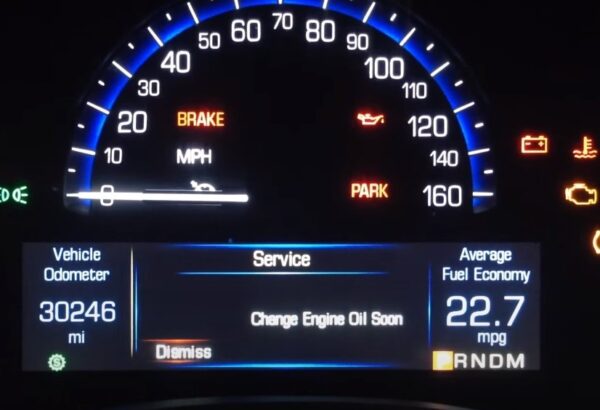 70
60 80
50 90
40 100
30 110
20 BRAKE 120
10 MPH 140
0 PARK 160
Vehicle Odometer
30246
mi
S
Service
Change Engine Oil Soon
Dismiss
Average
Fuel Economy
22.7
mpg
PRNDM